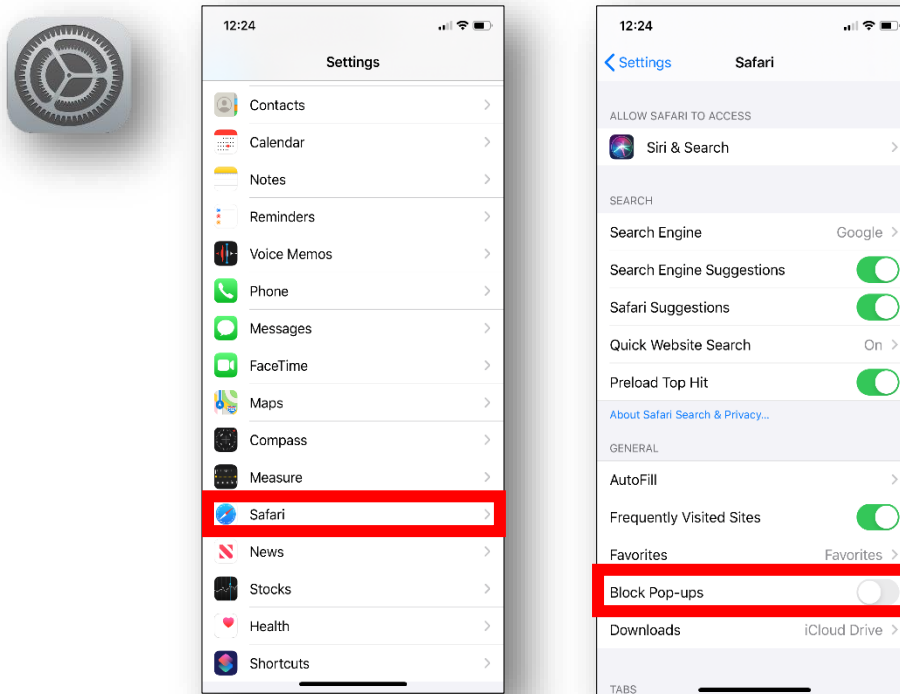 12:24
Settings
Contacts
Calendar
Notes
Reminders
Voice Memos
Phone
Messages
FaceTime
Maps
Compass
Measure
Safari
News
Stocks
Health
Shortcuts
12:24
Settings Safari
ALLOW SAFARI TO ACCESS
Siri & Search
SEARCH
Search Engine Google
Search Engine Suggestions
Safari Suggestions
Quick Website Search On
Preload Top Hit
About Safari Search & Privacy...
GENERAL
AutoFill
Frequently Visited Sites
Favorites Favorites
Block Pop-ups
Downloads iCloud Drive
TABS